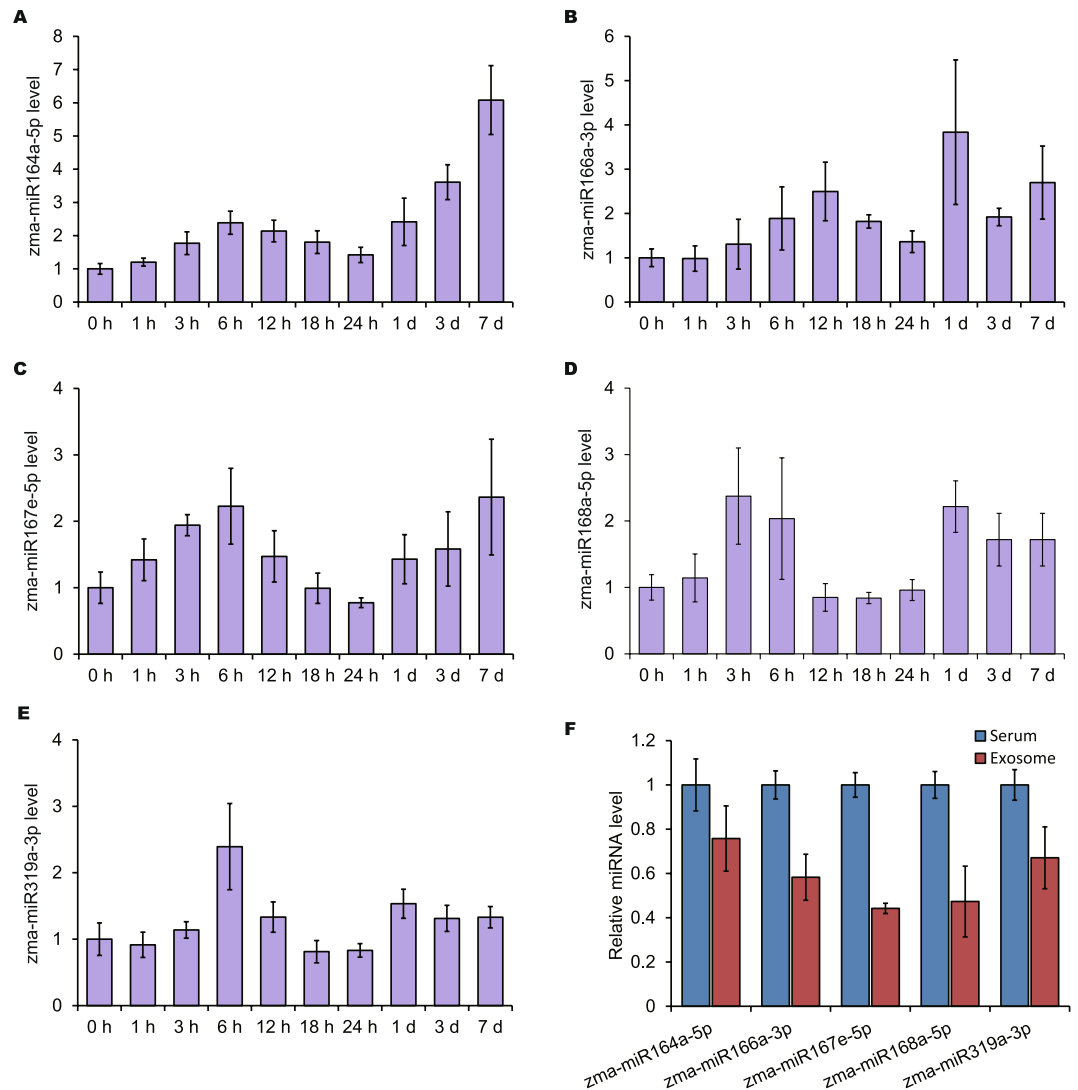 A
zma-miR164a-5p level
8
7
6
5
4
3
2
1
0
0 h 1 h 3 h 6 h 12 h 18 h 24 h 1 d 3 d 7 d
B
zma-miR166a-3p level
6
5
4
3
2
1
0
0 h 1 h 3 h 6 h 12 h 18 h 24 h 1 d 3 d 7 d
C
zma-miR167e-5p level
4
3
2
1
0
0 h 1 h 3 h 6 h 12 h 18 h 24 h 1 d 3 d 7 d
D
zma-miR168a-5p level
4
3
2
1
0
0 h 1 h 3 h 6 h 12 h 18 h 24 h 1 d 3 d 7 d
E
zma-miR319a-3p level
4
3
2
1
0
0 h 1 h 3 h 6 h 12 h 18 h 24 h 1 d 3 d 7 d
F
Relative miRNA level
1.2
1
0.8
0.6
0.4
0.2
0
Serum
Exosome
zma-miR164a-5p
zma-miR166a-3p
zma-miR167e-5p
zma-miR168a-5p
zma-miR319a-3p